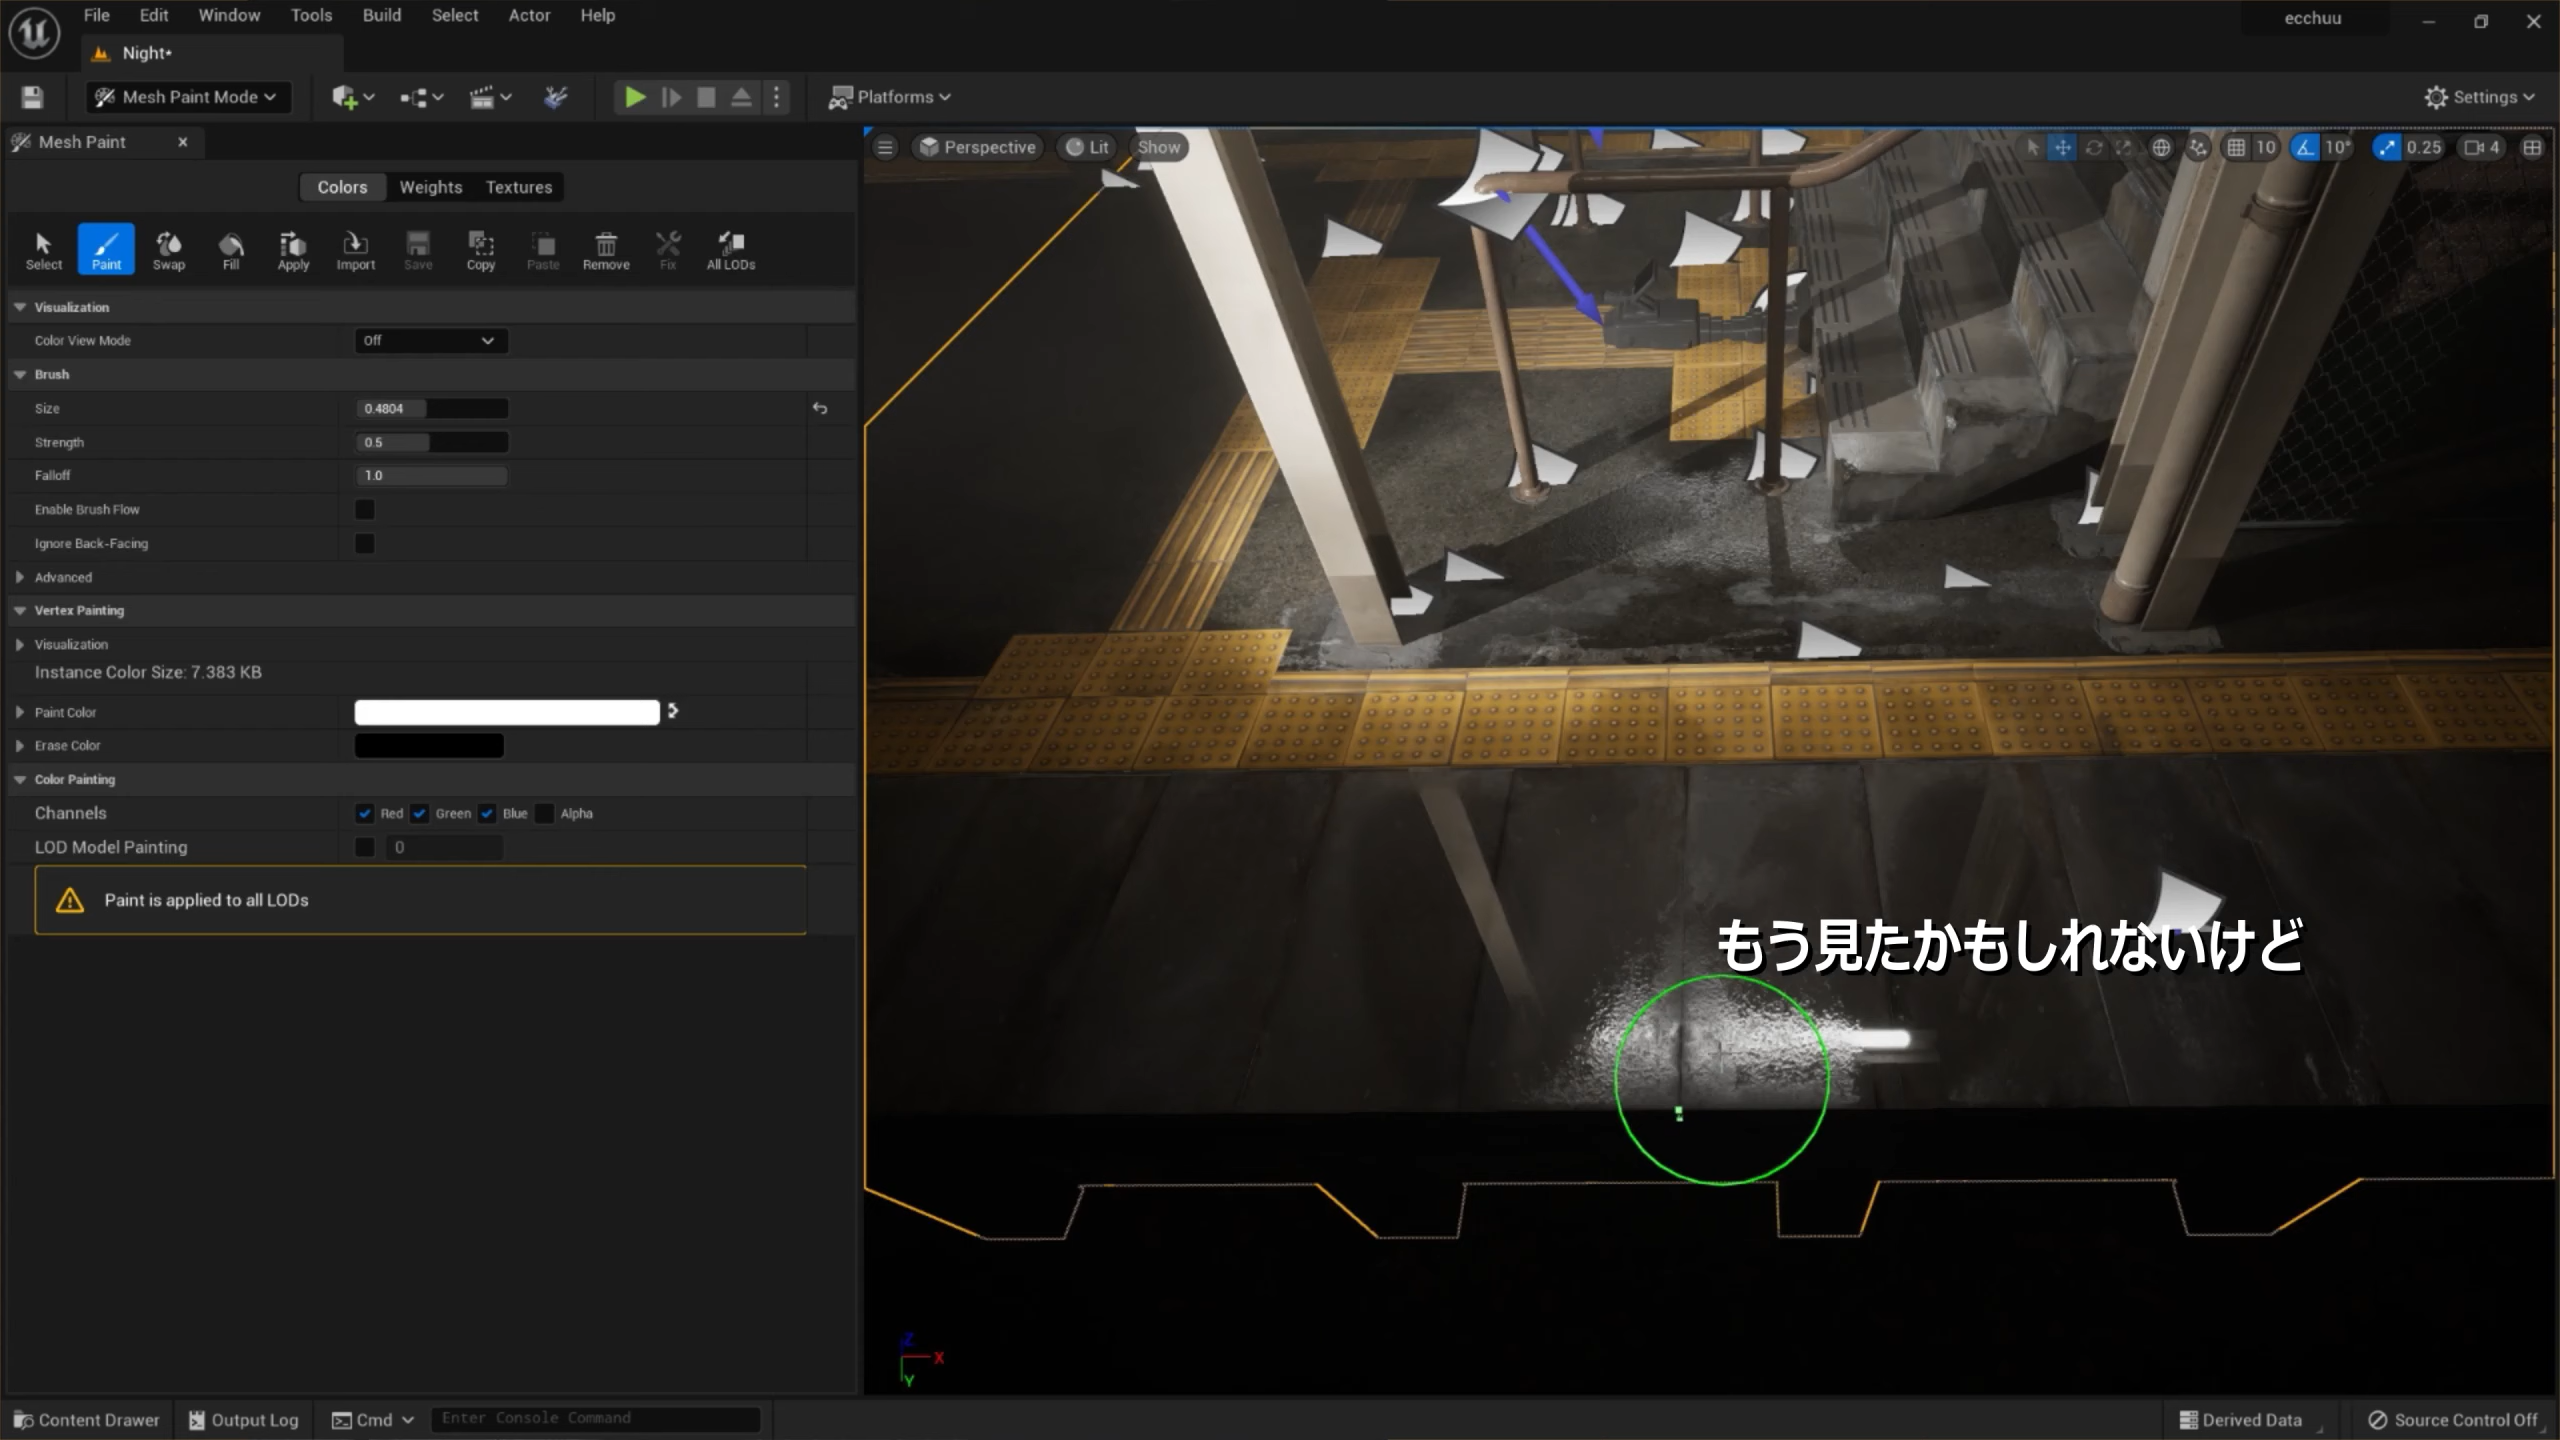 File Edit Window Tools Build Select Actor Help
ecchuu
Night*
Mesh Paint Mode
Platforms
Settings
Mesh Paint
Colors Weights Textures
Select Paint Swap Fill Apply Import Save Copy Paste Remove Fix All LODs
Visualization
Color View Mode Off
Brush
Size 0.4804
Strength 0.5
Falloff 1.0
Enable Brush Flow
Ignore Back-Facing
Advanced
Vertex Painting
Visualization
Instance Color Size: 7.383 KB
Paint Color
Erase Color
Color Painting
Channels Red Green Blue Alpha
LOD Model Painting 0
Paint is applied to all LODs
Perspective Lit Show
10 10° 0.25 4
もう見たかもしれないけど
Z
X
Y
Content Drawer Output Log Cmd Enter Console Command
Derived Data Source Control Off